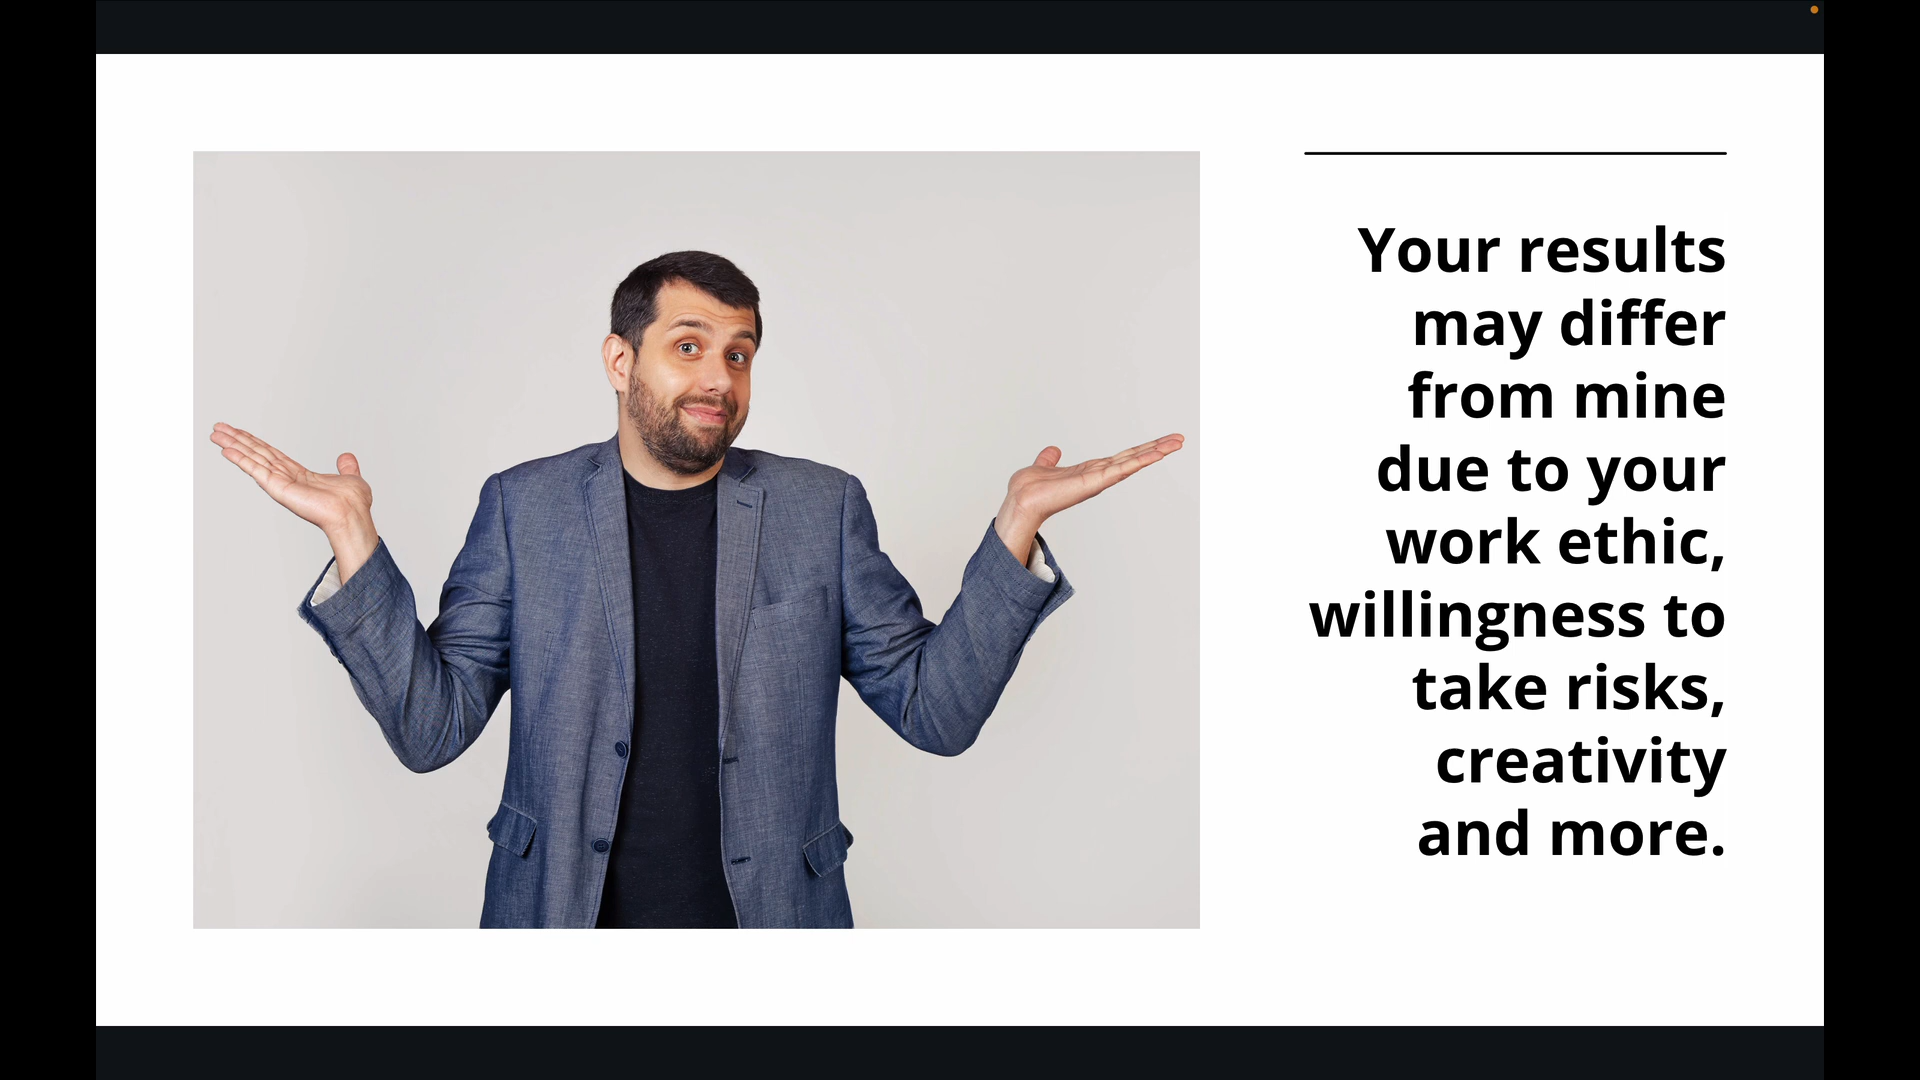 Your results
may differ
from mine
due to your
work ethic,
willingness to
take risks,
creativity
and more.